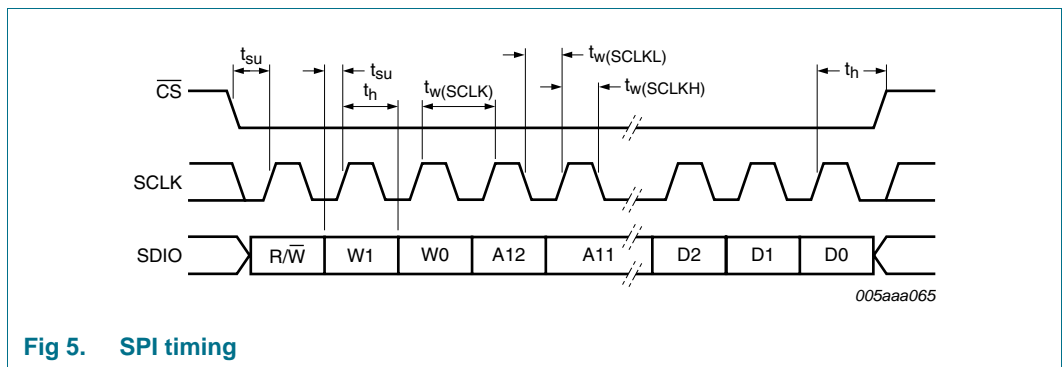 tsu
tsu
th
tw(SCLK)
tw(SCLKL)
tw(SCLKH)
th
CS
SCLK
SDIO
R/W W1 W0 A12 A11 D2 D1 D0
005aaa065
Fig 5. SPI timing